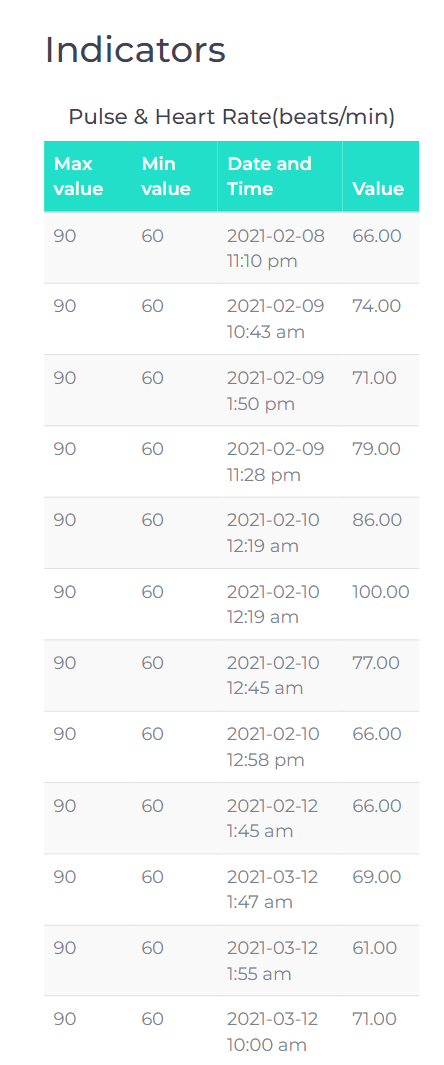 Indicators
Pulse & Heart Rate(beats/min)
Max value Min value Date and Time Value
90 60 2021-02-08 11:10 pm 66.00
90 60 2021-02-09 10:43 am 74.00
90 60 2021-02-09 1:50 pm 71.00
90 60 2021-02-09 11:28 pm 79.00
90 60 2021-02-10 12:19 am 86.00
90 60 2021-02-10 12:19 am 100.00
90 60 2021-02-10 12:45 am 77.00
90 60 2021-02-10 12:58 pm 66.00
90 60 2021-02-12 1:45 am 66.00
90 60 2021-03-12 1:47 am 69.00
90 60 2021-03-12 1:55 am 61.00
90 60 2021-03-12 10:00 am 71.00